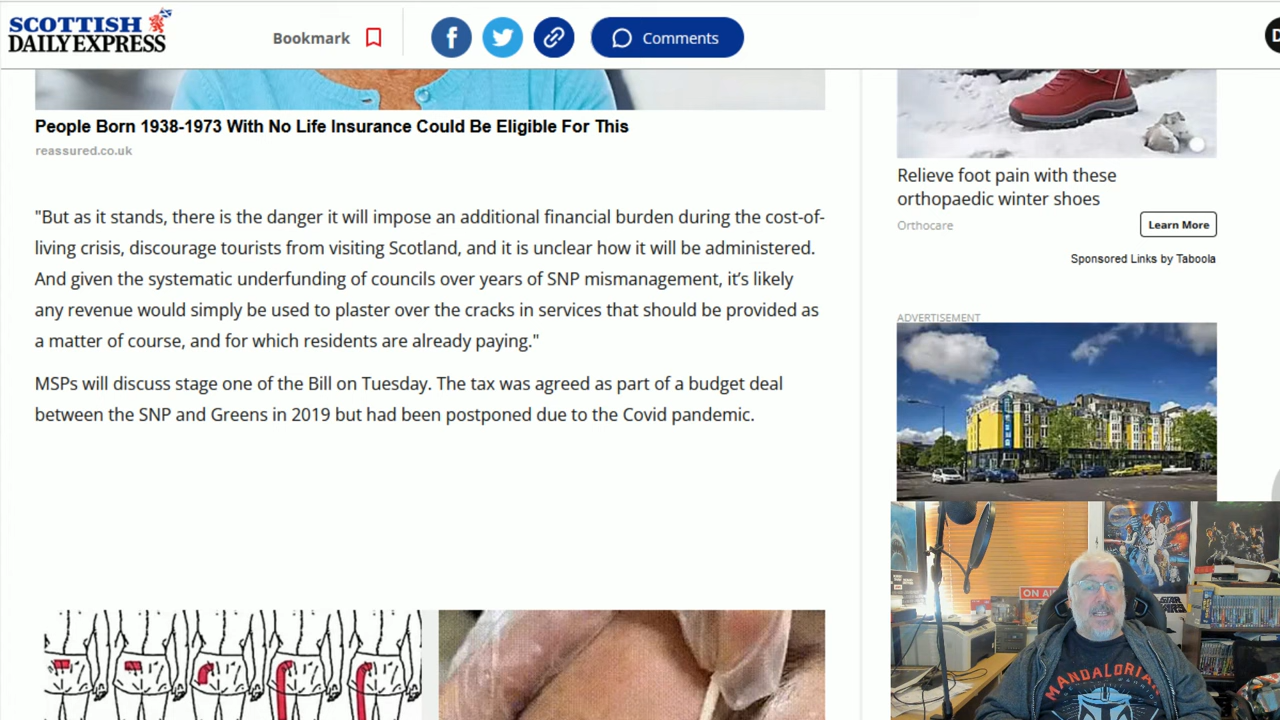 SCOTTISH
DAILY EXPRESS
Bookmark
Comments
D
People Born 1938-1973 With No Life Insurance Could Be Eligible For This
reassured.co.uk
"But as it stands, there is the danger it will impose an additional financial burden during the cost-of-
living crisis, discourage tourists from visiting Scotland, and it is unclear how it will be administered.
And given the systematic underfunding of councils over years of SNP mismanagement, it’s likely
any revenue would simply be used to plaster over the cracks in services that should be provided as
a matter of course, and for which residents are already paying."
MSPs will discuss stage one of the Bill on Tuesday. The tax was agreed as part of a budget deal
between the SNP and Greens in 2019 but had been postponed due to the Covid pandemic.
Relieve foot pain with these
orthopaedic winter shoes
Orthocare
Learn More
Sponsored Links by Taboola
ADVERTISEMENT
ON AI
STAR
WARS
MANDALORIA